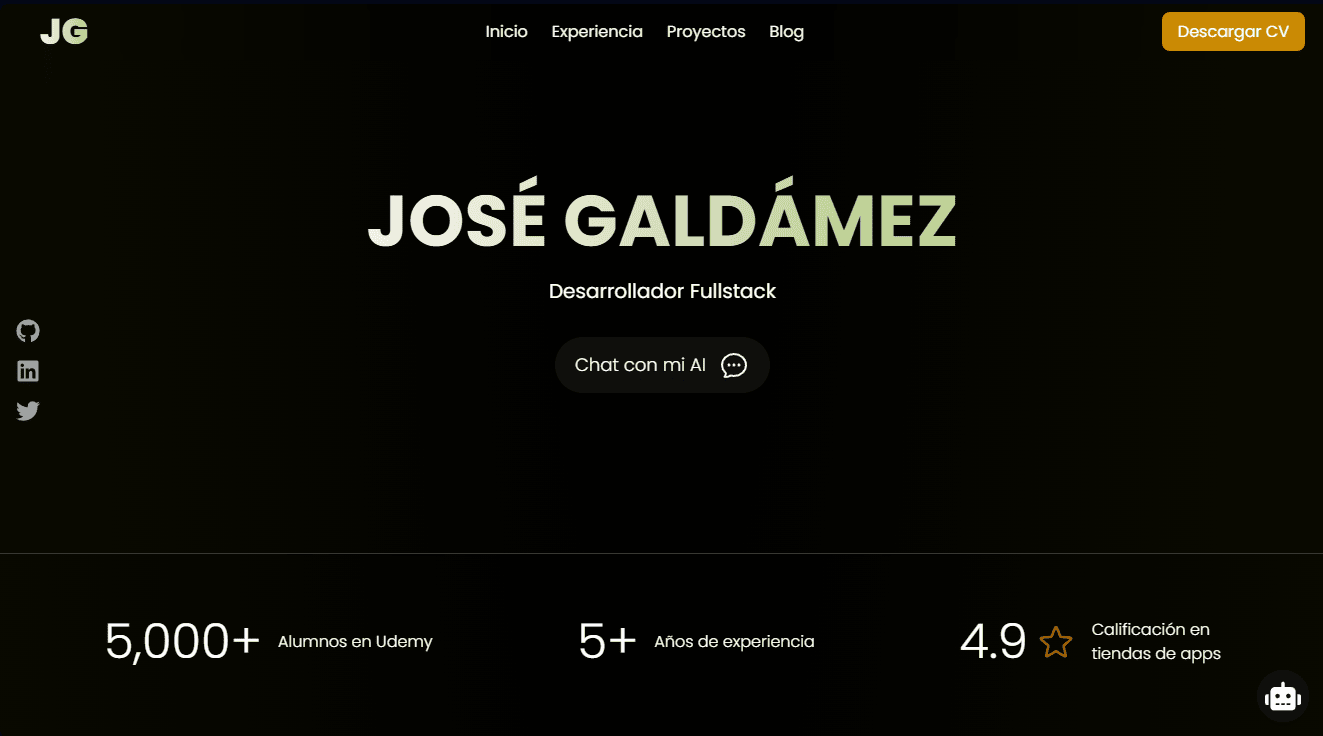 JG
Inicio
Experiencia
Proyectos
Blog
Descargar CV
JOSÉ GALDÁMEZ
Desarrollador Fullstack
Chat con mi AI
in
5,000+
Alumnos en Udemy
5+
Años de experiencia
4.9
Calificación en
tiendas de apps